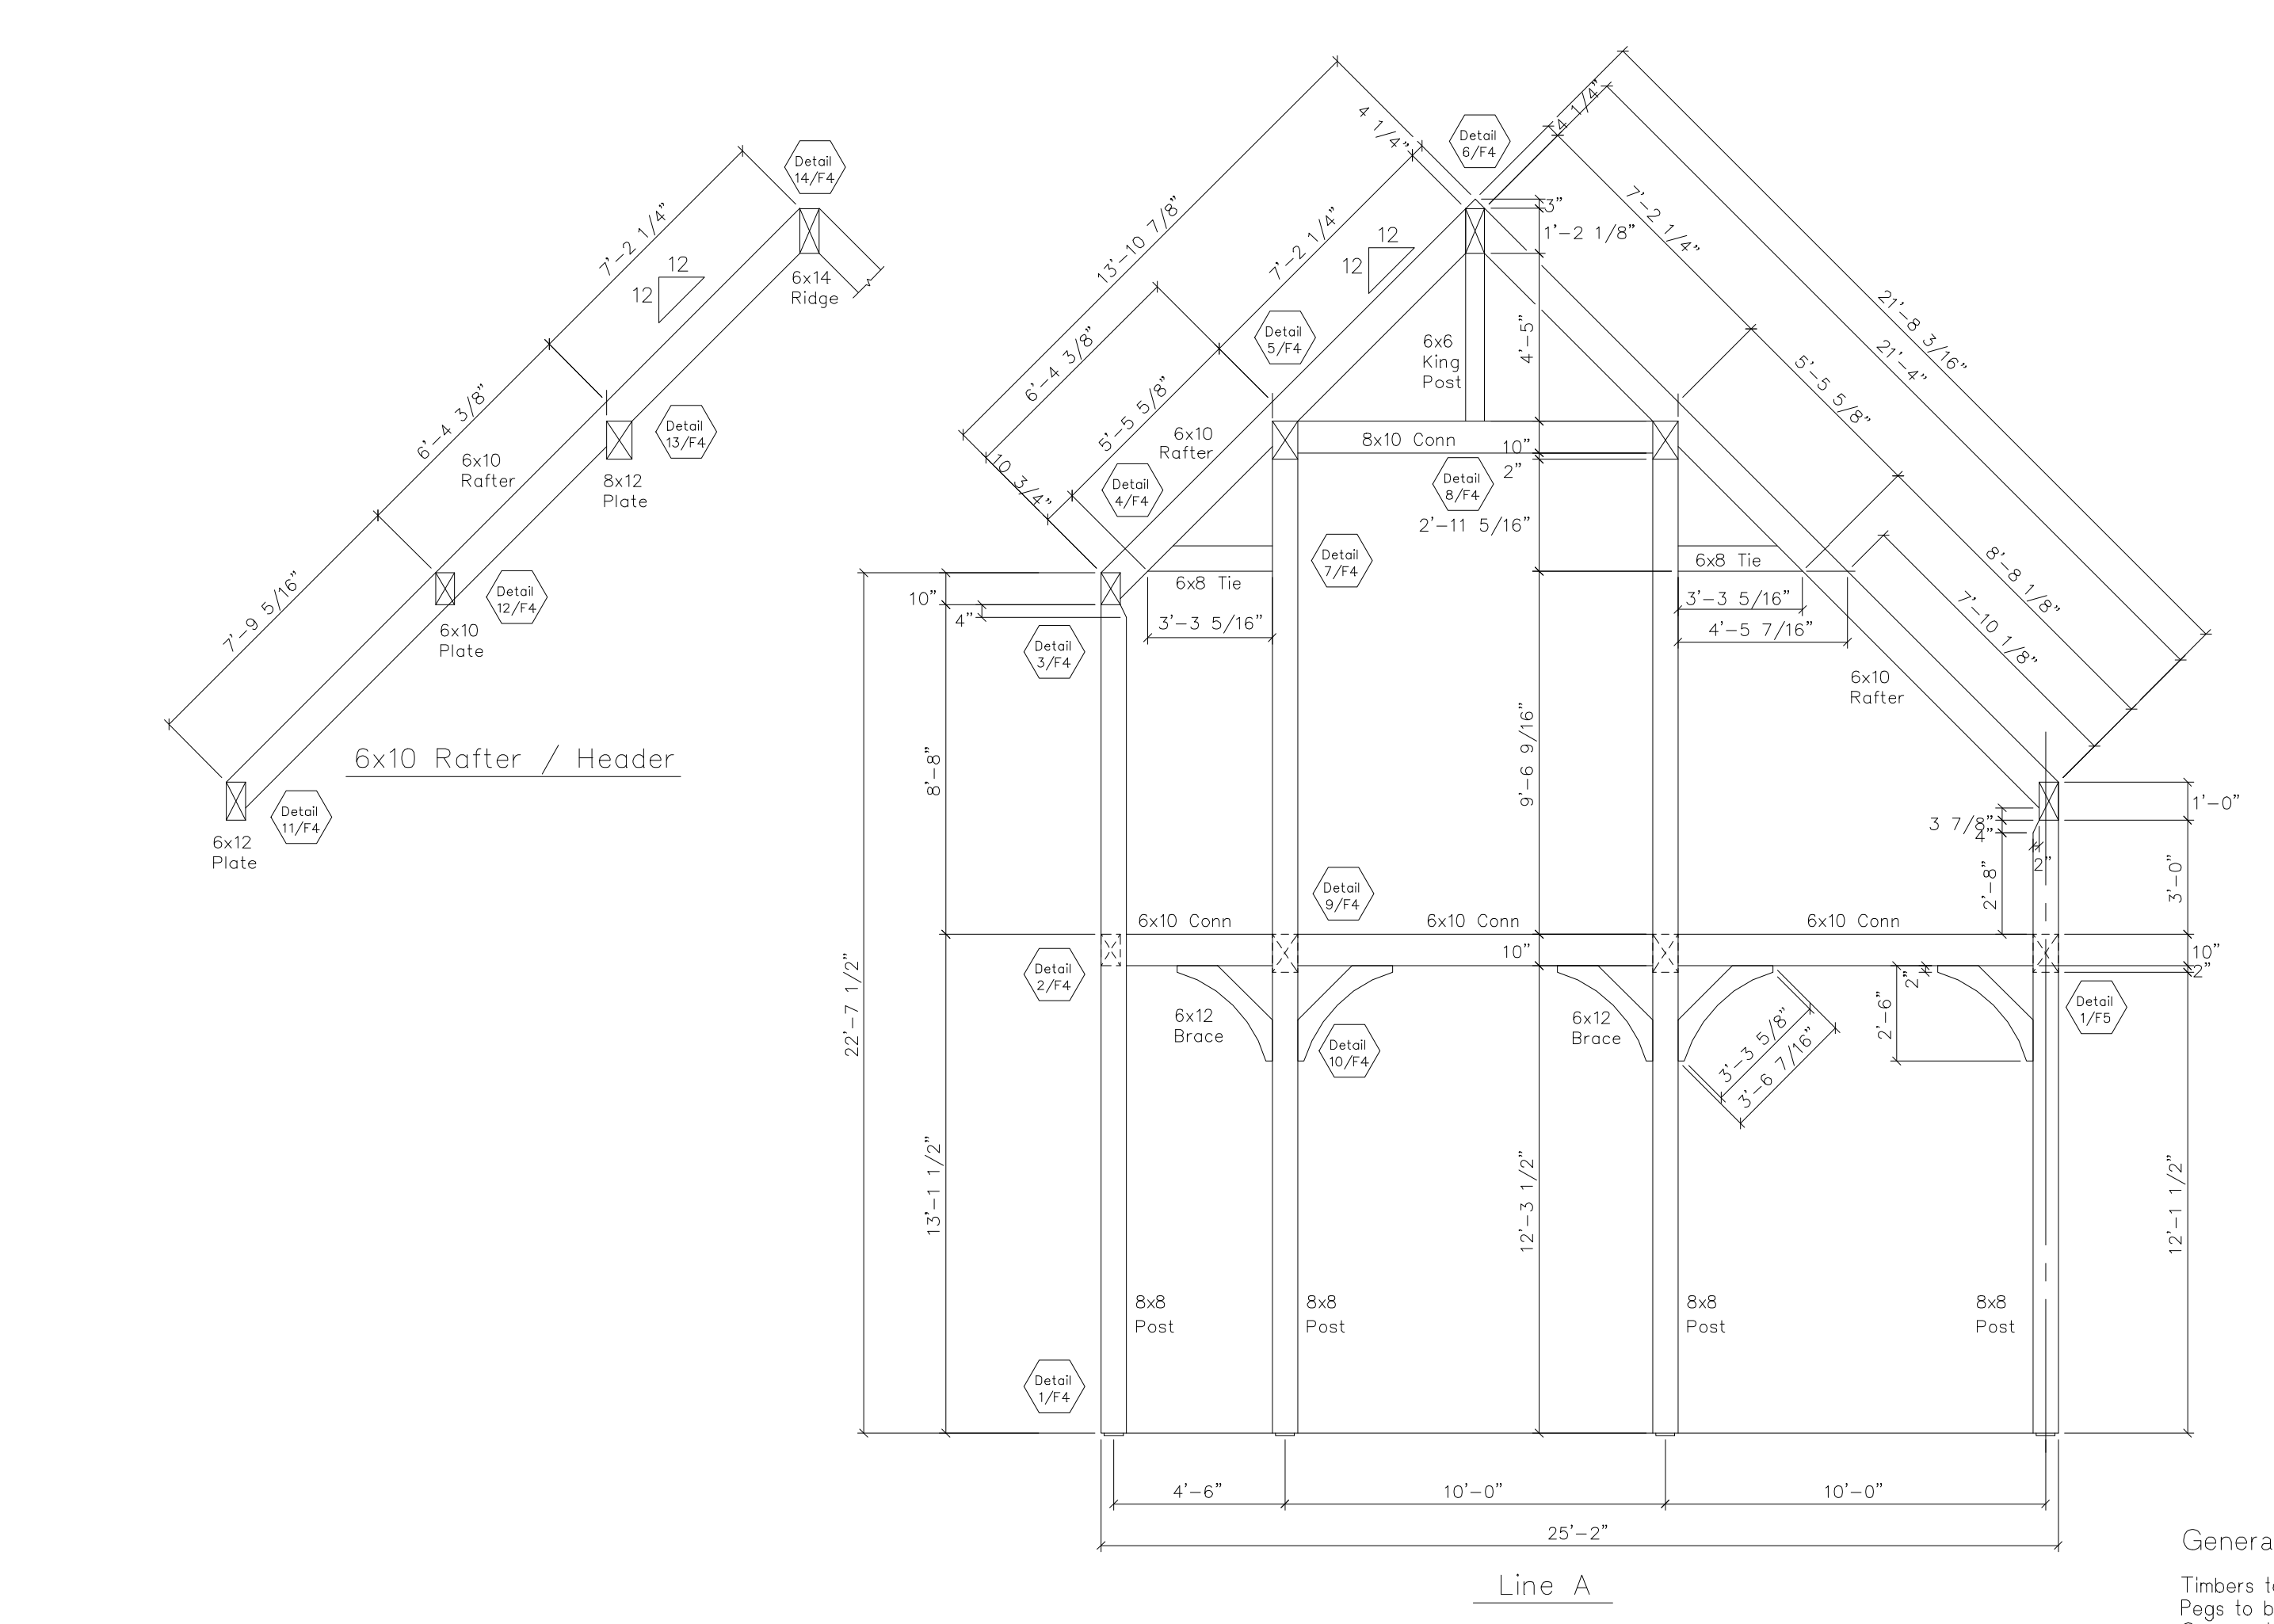 Detail
14/F4
7'-2 1/4"
12
12
6x14
Ridge
6'-4 3/8"
6x10
Rafter
Detail
13/F4
8x12
Plate
7'-9 5/16"
Detail
12/F4
6x10
Plate
6x10 Rafter / Header
Detail
11/F4
6x12
Plate
4 1/4"
Detail
6/F4
4 1/4"
13'-10 7/8"
7'-2 1/4"
12
12
3"
1'-2 1/8"
7'-2 1/4"
6'-4 3/8"
Detail
5/F4
6x6
King
Post
4'-5"
21'-8 3/16"
21'-4"
5'-5 5/8"
5'-5 5/8"
6x10
Rafter
8x10 Conn
10"
10 3/4"
Detail
4/F4
Detail
8/F4
2"
2'-11 5/16"
Detail
7/F4
6x8 Tie
6x8 Tie
8'-8 1/8"
7'-10 1/8"
10"
4"
3'-3 5/16"
3'-3 5/16"
4'-5 7/16"
Detail
3/F4
6x10
Rafter
8'-8"
9'-6 9/16"
1'-0"
3 7/8"
4"
2"
2'-8"
3'-0"
Detail
9/F4
6x10 Conn
6x10 Conn
6x10 Conn
10"
10"
2"
Detail
2/F4
2"
2'-6"
22'-7 1/2"
6x12
Brace
Detail
10/F4
6x12
Brace
3'-3 5/8"
3'-6 7/16"
Detail
1/F5
13'-1 1/2"
12'-3 1/2"
12'-1 1/2"
8x8
Post
8x8
Post
8x8
Post
8x8
Post
Detail
1/F4
4'-6"
10'-0"
10'-0"
25'-2"
Line A
Genera
Timbers t
Pegs to b